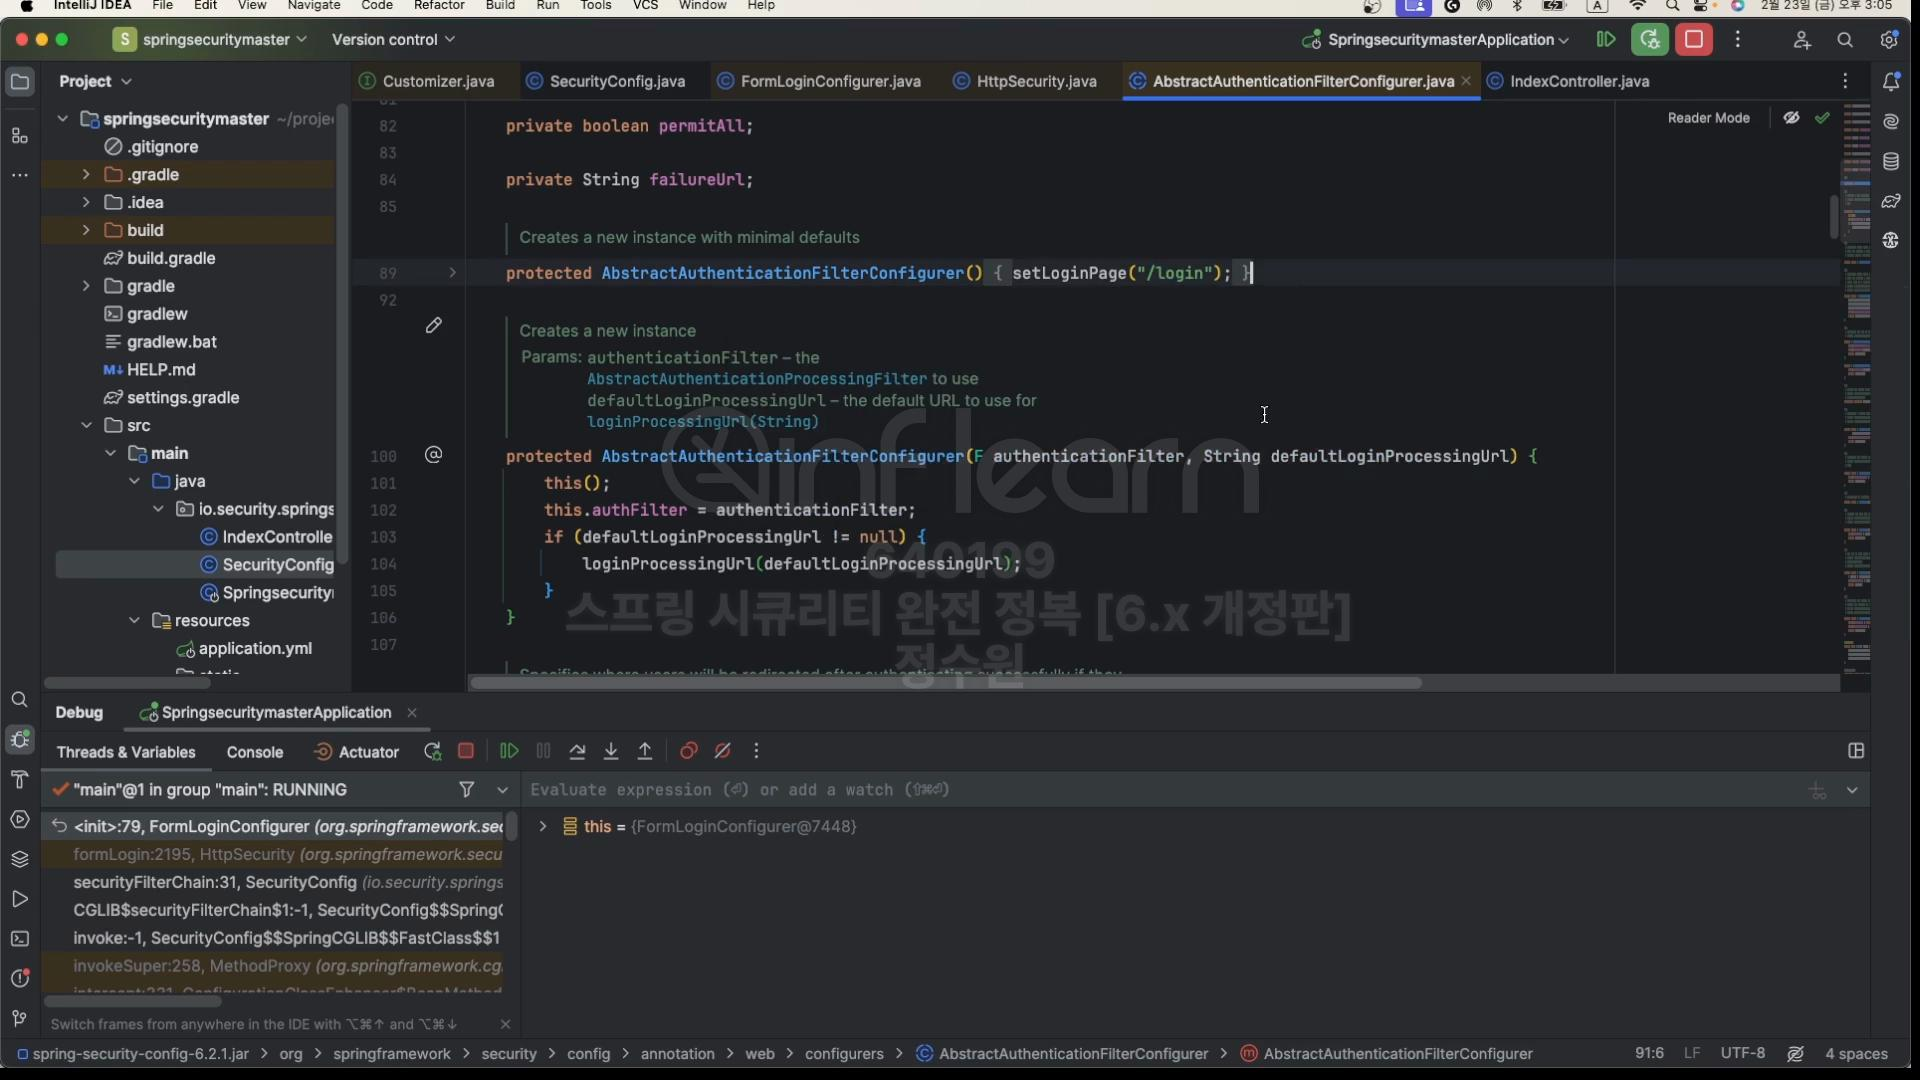 IntelliJ IDEA File Edit View Navigate Code Refactor Build Run Tools VCS Window Help A 2월 23일 (금) 오후 3:05
S springsecuritymaster Version control SpringsecuritymasterApplication
Project
Customizer.java SecurityConfig.java FormLoginConfigurer.java HttpSecurity.java AbstractAuthenticationFilterConfigurer.java IndexController.java
springsecuritymaster
.gitignore
.gradle
.idea
build
build.gradle
gradle
gradlew
gradlew.bat
M↓ HELP.md
settings.gradle
src
main
java
io.security.springs
IndexControlle
SecurityConfig
Springsecurity
resources
application.yml
Reader Mode
82 private boolean permitAll;
83
84 private String failureUrl;
85
Creates a new instance with minimal defaults
89 protected AbstractAuthenticationFilterConfigurer() { setLoginPage("/login"); }
92
Creates a new instance
Params: authenticationFilter – the
AbstractAuthenticationProcessingFilter to use
defaultLoginProcessingUrl – the default URL to use for
loginProcessingUrl(String)
100 @ protected AbstractAuthenticationFilterConfigurer(F authenticationFilter, String defaultLoginProcessingUrl) {
101 this();
102 this.authFilter = authenticationFilter;
103 if (defaultLoginProcessingUrl != null) {
104 loginProcessingUrl(defaultLoginProcessingUrl);
105 }
106 }
107
Specifies where users will be redirected after authenticating successfully if they
inflearn
640199
스프링 시큐리티 완전 정복 [6.x 개정판]
정수원
Debug SpringsecuritymasterApplication
Threads & Variables Console Actuator
"main"@1 in group "main": RUNNING
Evaluate expression (⏎) or add a watch (⇧⌘⏎)
<init>:79, FormLoginConfigurer (org.springframework.sec
this = {FormLoginConfigurer@7448}
formLogin:2195, HttpSecurity (org.springframework.secu
securityFilterChain:31, SecurityConfig (io.security.springs
CGLIB$securityFilterChain$1:-1, SecurityConfig$$Spring
invoke:-1, SecurityConfig$$SpringCGLIB$$FastClass$$1
invokeSuper:258, MethodProxy (org.springframework.cg
Switch frames from anywhere in the IDE with ⌥⌘↑ and ⌥⌘↓
spring-security-config-6.2.1.jar > org > springframework > security > config > annotation > web > configurers > AbstractAuthenticationFilterConfigurer > AbstractAuthenticationFilterConfigurer 91:6 LF UTF-8 4 spaces